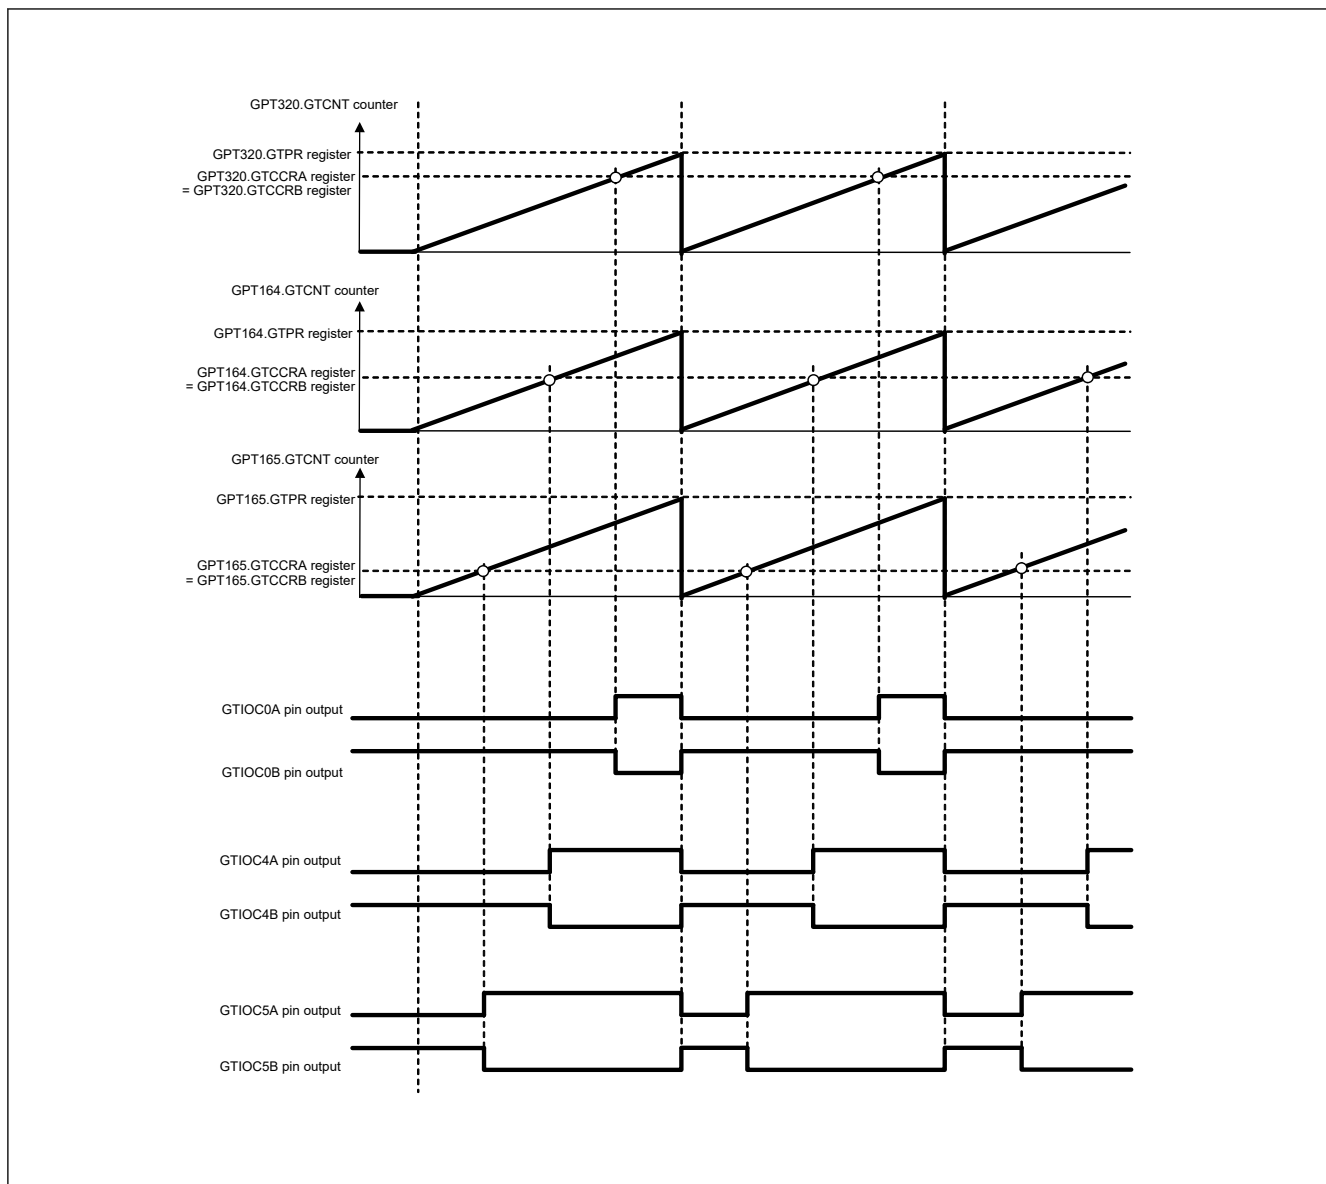 GPT320.GTCNT counter
GPT320.GTPR register
GPT320.GTCCRA register
= GPT320.GTCCRB register
GPT164.GTCNT counter
GPT164.GTPR register
GPT164.GTCCRA register
= GPT164.GTCCRB register
GPT165.GTCNT counter
GPT165.GTPR register
GPT165.GTCCRA register
= GPT165.GTCCRB register
GTIOC0A pin output
GTIOC0B pin output
GTIOC4A pin output
GTIOC4B pin output
GTIOC5A pin output
GTIOC5B pin output